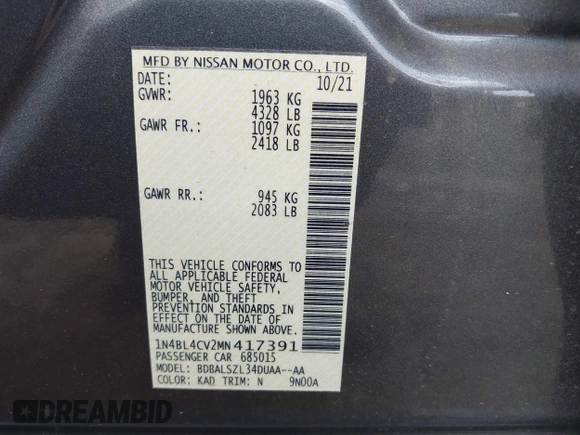 MFD BY NISSAN MOTOR CO., LTD.
DATE: 10/21
GVWR: 1963 KG
4328 LB
GAWR FR.: 1097 KG
2418 LB
GAWR RR.: 945 KG
2083 LB
THIS VEHICLE CONFORMS TO
ALL APPLICABLE FEDERAL
MOTOR VEHICLE SAFETY,
BUMPER, AND THEFT
PREVENTION STANDARDS IN
EFFECT ON THE DATE OF
MANUFACTURE SHOWN ABOVE.
1N4BL4CV2MN417391
PASSENGER CAR 685015
MODEL: BDBALSZL34DUAA--AA
COLOR: KAD TRIM: N 9N00A
DREAMBID